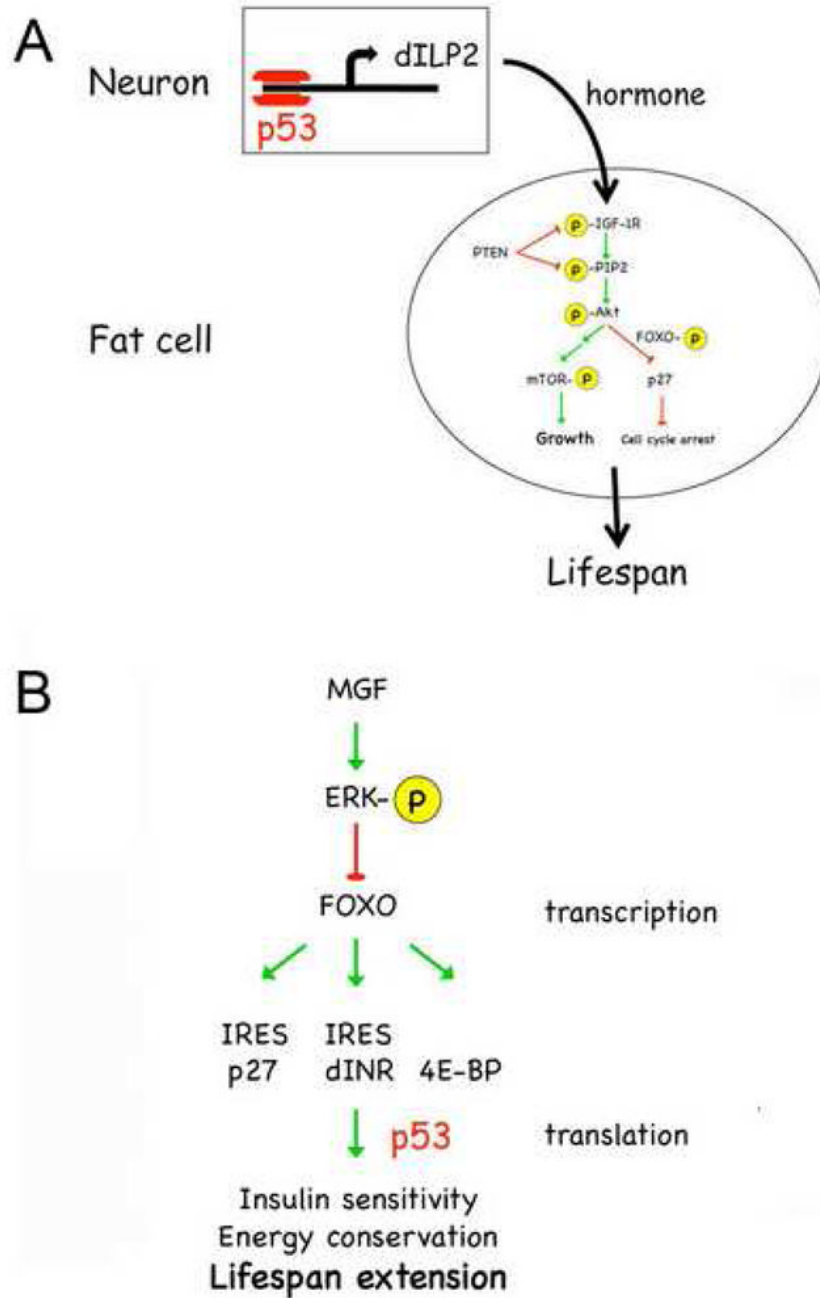 A
Neuron
dILP2
p53
hormone
P-IGF-1R
PTEN
P-PIP2
P-Akt
FOXO-P
Fat cell
mTOR-P
p27
Growth
Cell cycle arrest
Lifespan
B
MGF
ERK-P
FOXO
transcription
IRES IRES
p27 dINR 4E-BP
p53
translation
Insulin sensitivity
Energy conservation
Lifespan extension